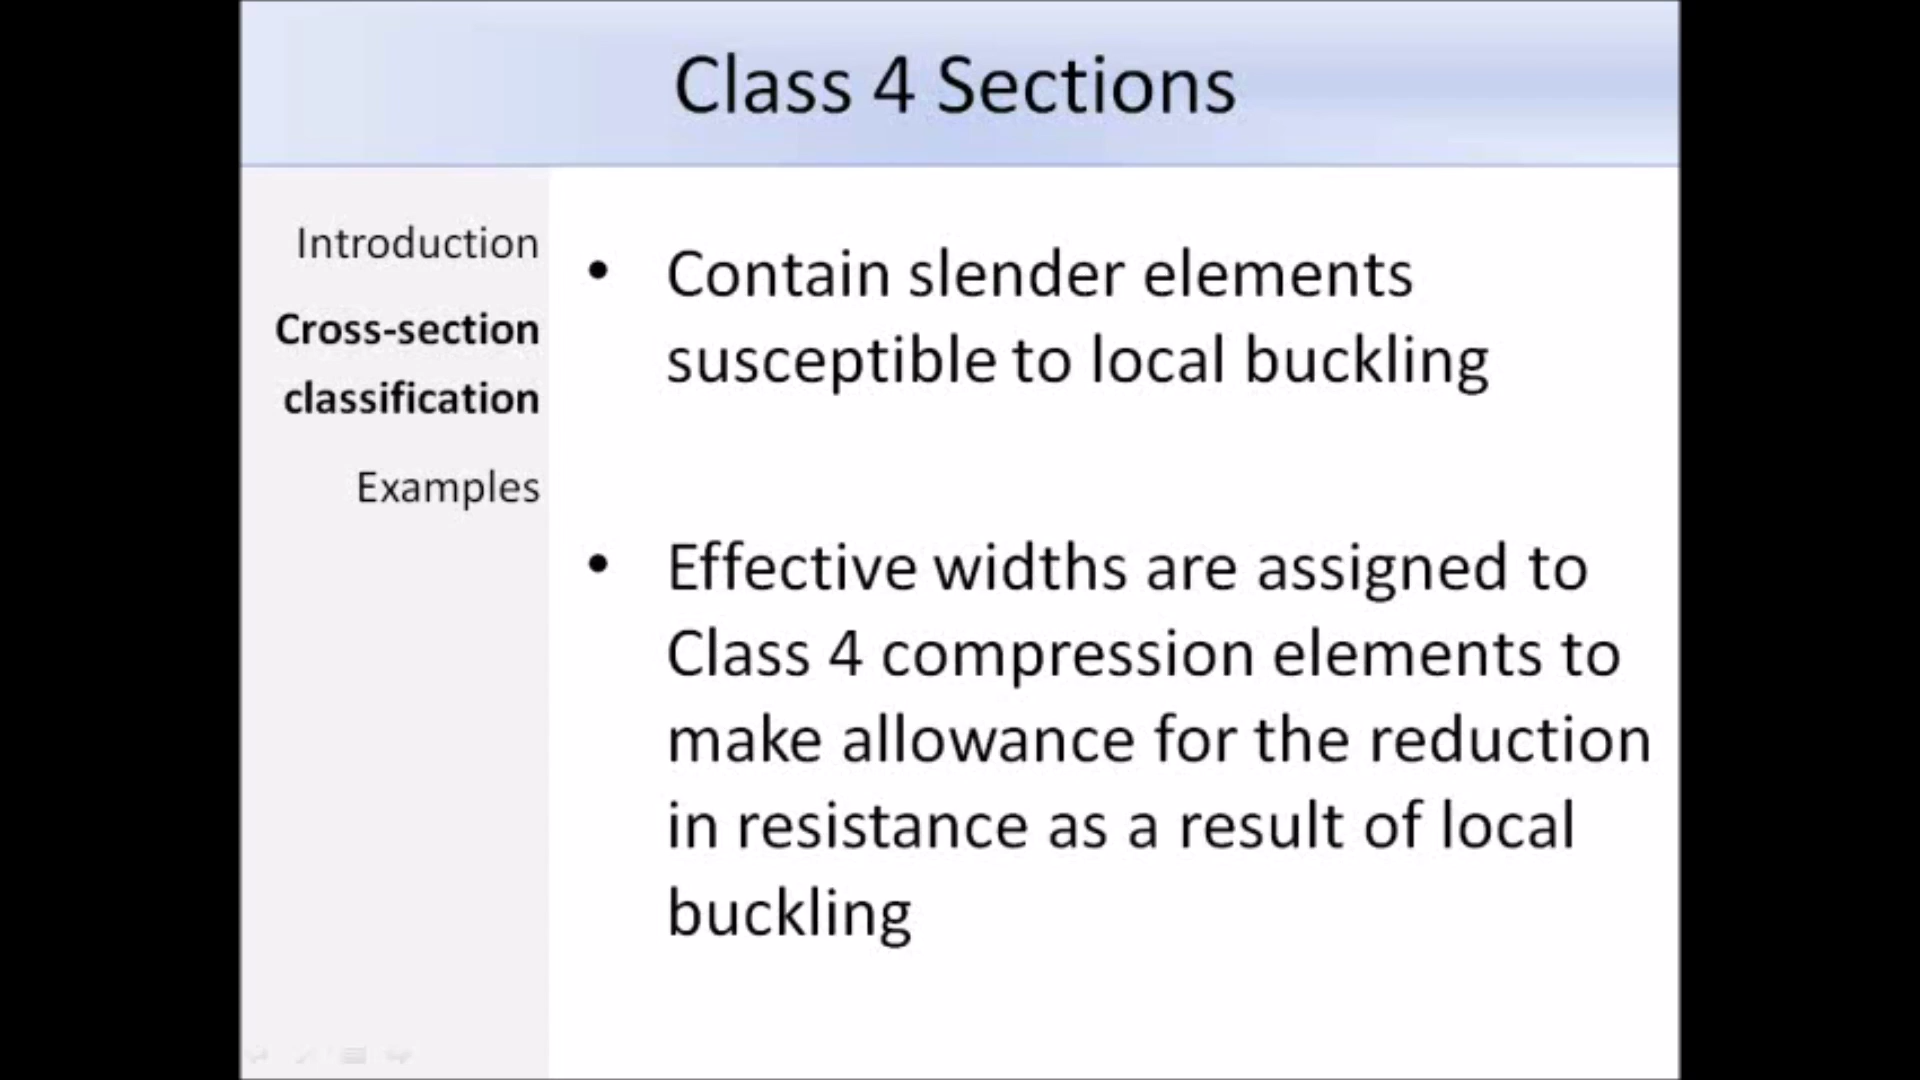 Class 4 Sections
Introduction
Cross-section
classification
Examples
• Contain slender elements
susceptible to local buckling
• Effective widths are assigned to
Class 4 compression elements to
make allowance for the reduction
in resistance as a result of local
buckling